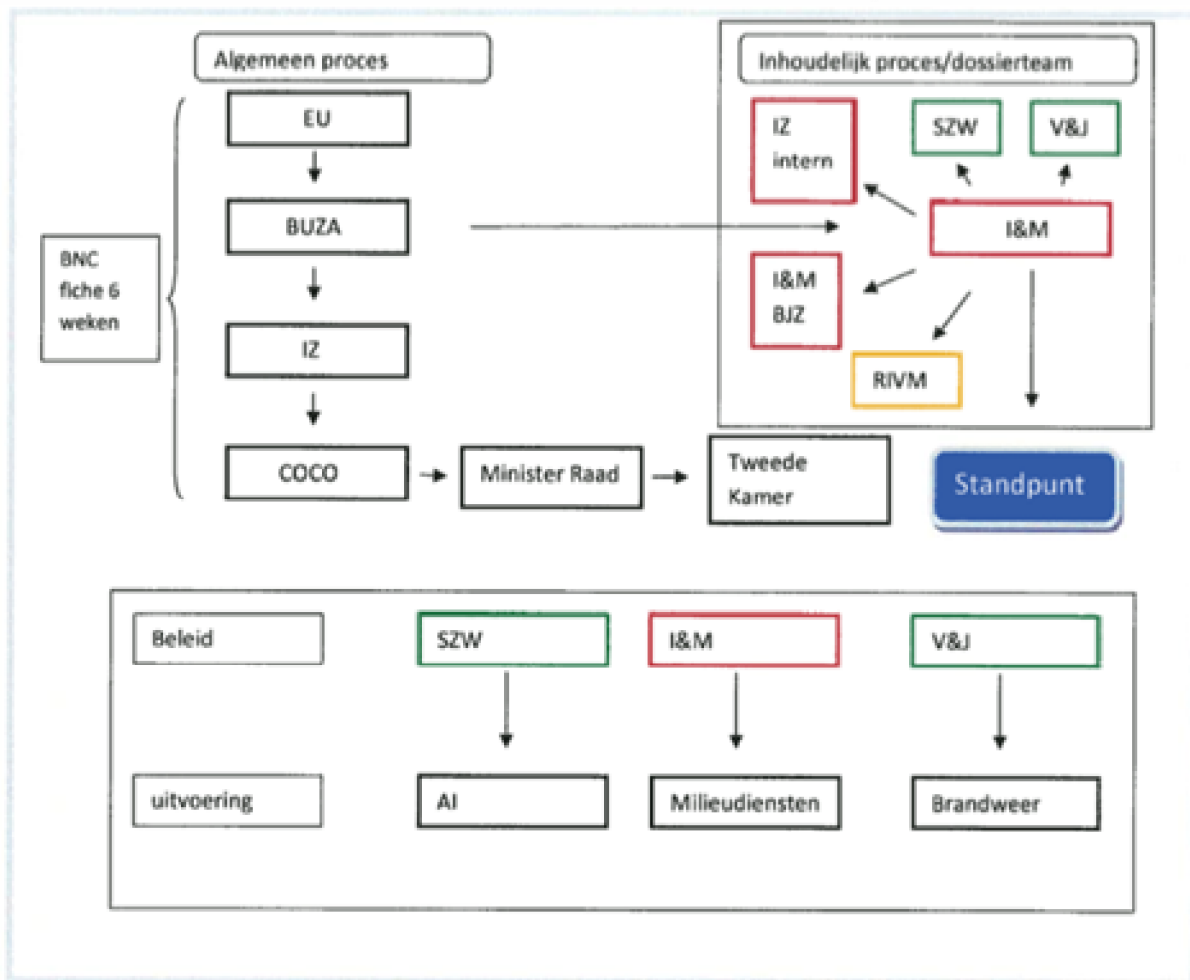 Algemeen proces
EU
BUZA
IZ
COCO
BNC
fiche 6
weken
Minister Raad
Tweede
Kamer
Inhoudelijk proces/dossierteam
IZ
intern
SZW
V&J
I&M
I&M
BJZ
RIVM
Standpunt
Beleid
SZW
I&M
V&J
uitvoering
AI
Milieudiensten
Brandweer